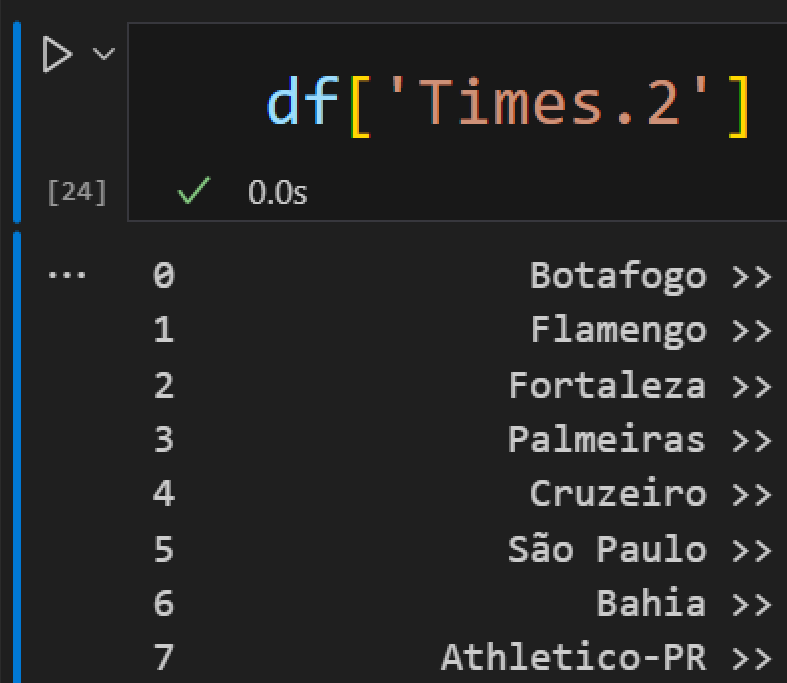 df['Times.2']
[24] 0.0s
... 0 Botafogo >>
1 Flamengo >>
2 Fortaleza >>
3 Palmeiras >>
4 Cruzeiro >>
5 São Paulo >>
6 Bahia >>
7 Athletico-PR >>